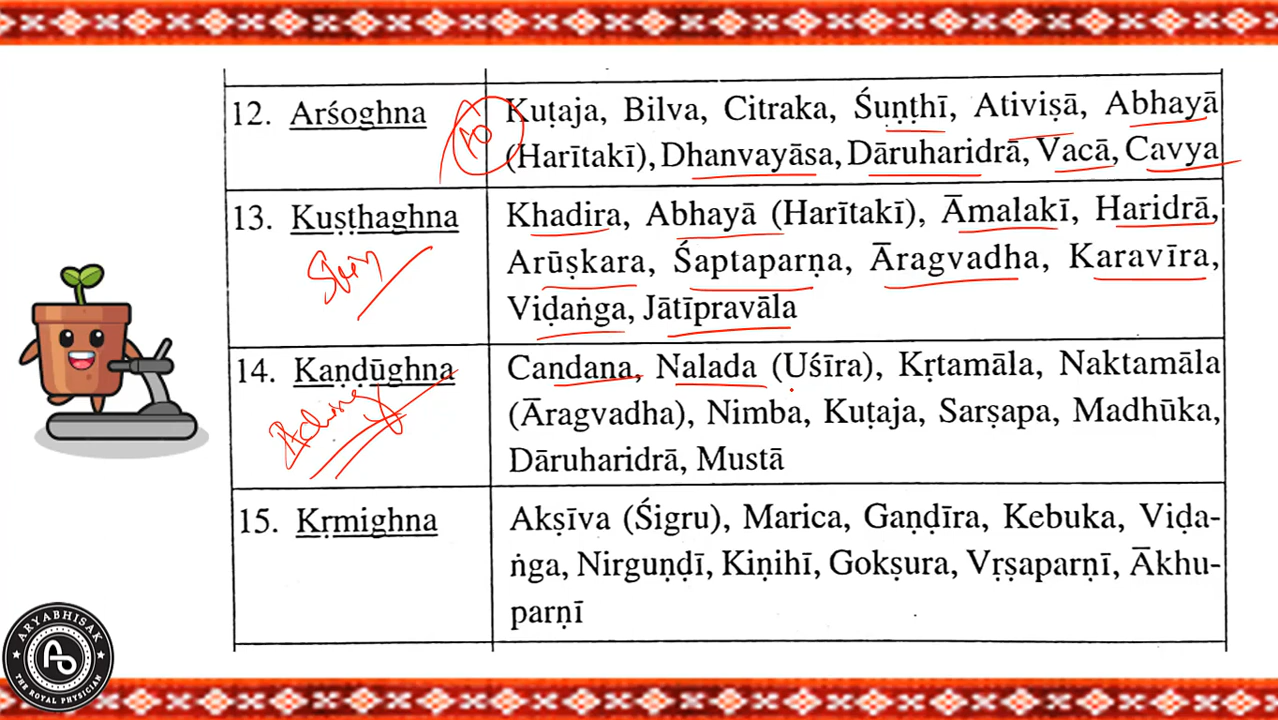 12. Arśoghna
Kuṭaja, Bilva, Citraka, Śuṇṭhī, Ativiṣā, Abhayā
(Harītakī), Dhanvayāsa, Dāruharidrā, Vacā, Cavya
10
13. Kuṣṭhaghna
Khadira, Abhayā (Harītakī), Āmalakī, Haridrā,
Arūṣkara, Śaptaparṇa, Āragvadha, Karavīra,
Viḍaṅga, Jātīpravāla
Skin
14. Kaṇḍūghna
Candana, Nalada (Uśīra), Kṛtamāla, Naktamāla
(Āragvadha), Nimba, Kuṭaja, Sarṣapa, Madhūka,
Dāruharidrā, Mustā
15. Kṛmighna
Akṣīva (Śigru), Marica, Gaṇḍīra, Kebuka, Viḍa-
ṅga, Nirguṇḍī, Kiṇihī, Gokṣura, Vṛṣaparṇī, Ākhu-
parṇī
ARYABHISAK
THE ROYAL PHYSICIAN